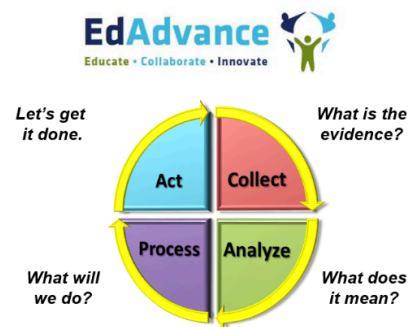 EdAdvance
Educate • Collaborate • Innovate
Let's get
it done.
What is the
evidence?
Act
Collect
Process
Analyze
What will
we do?
What does
it mean?